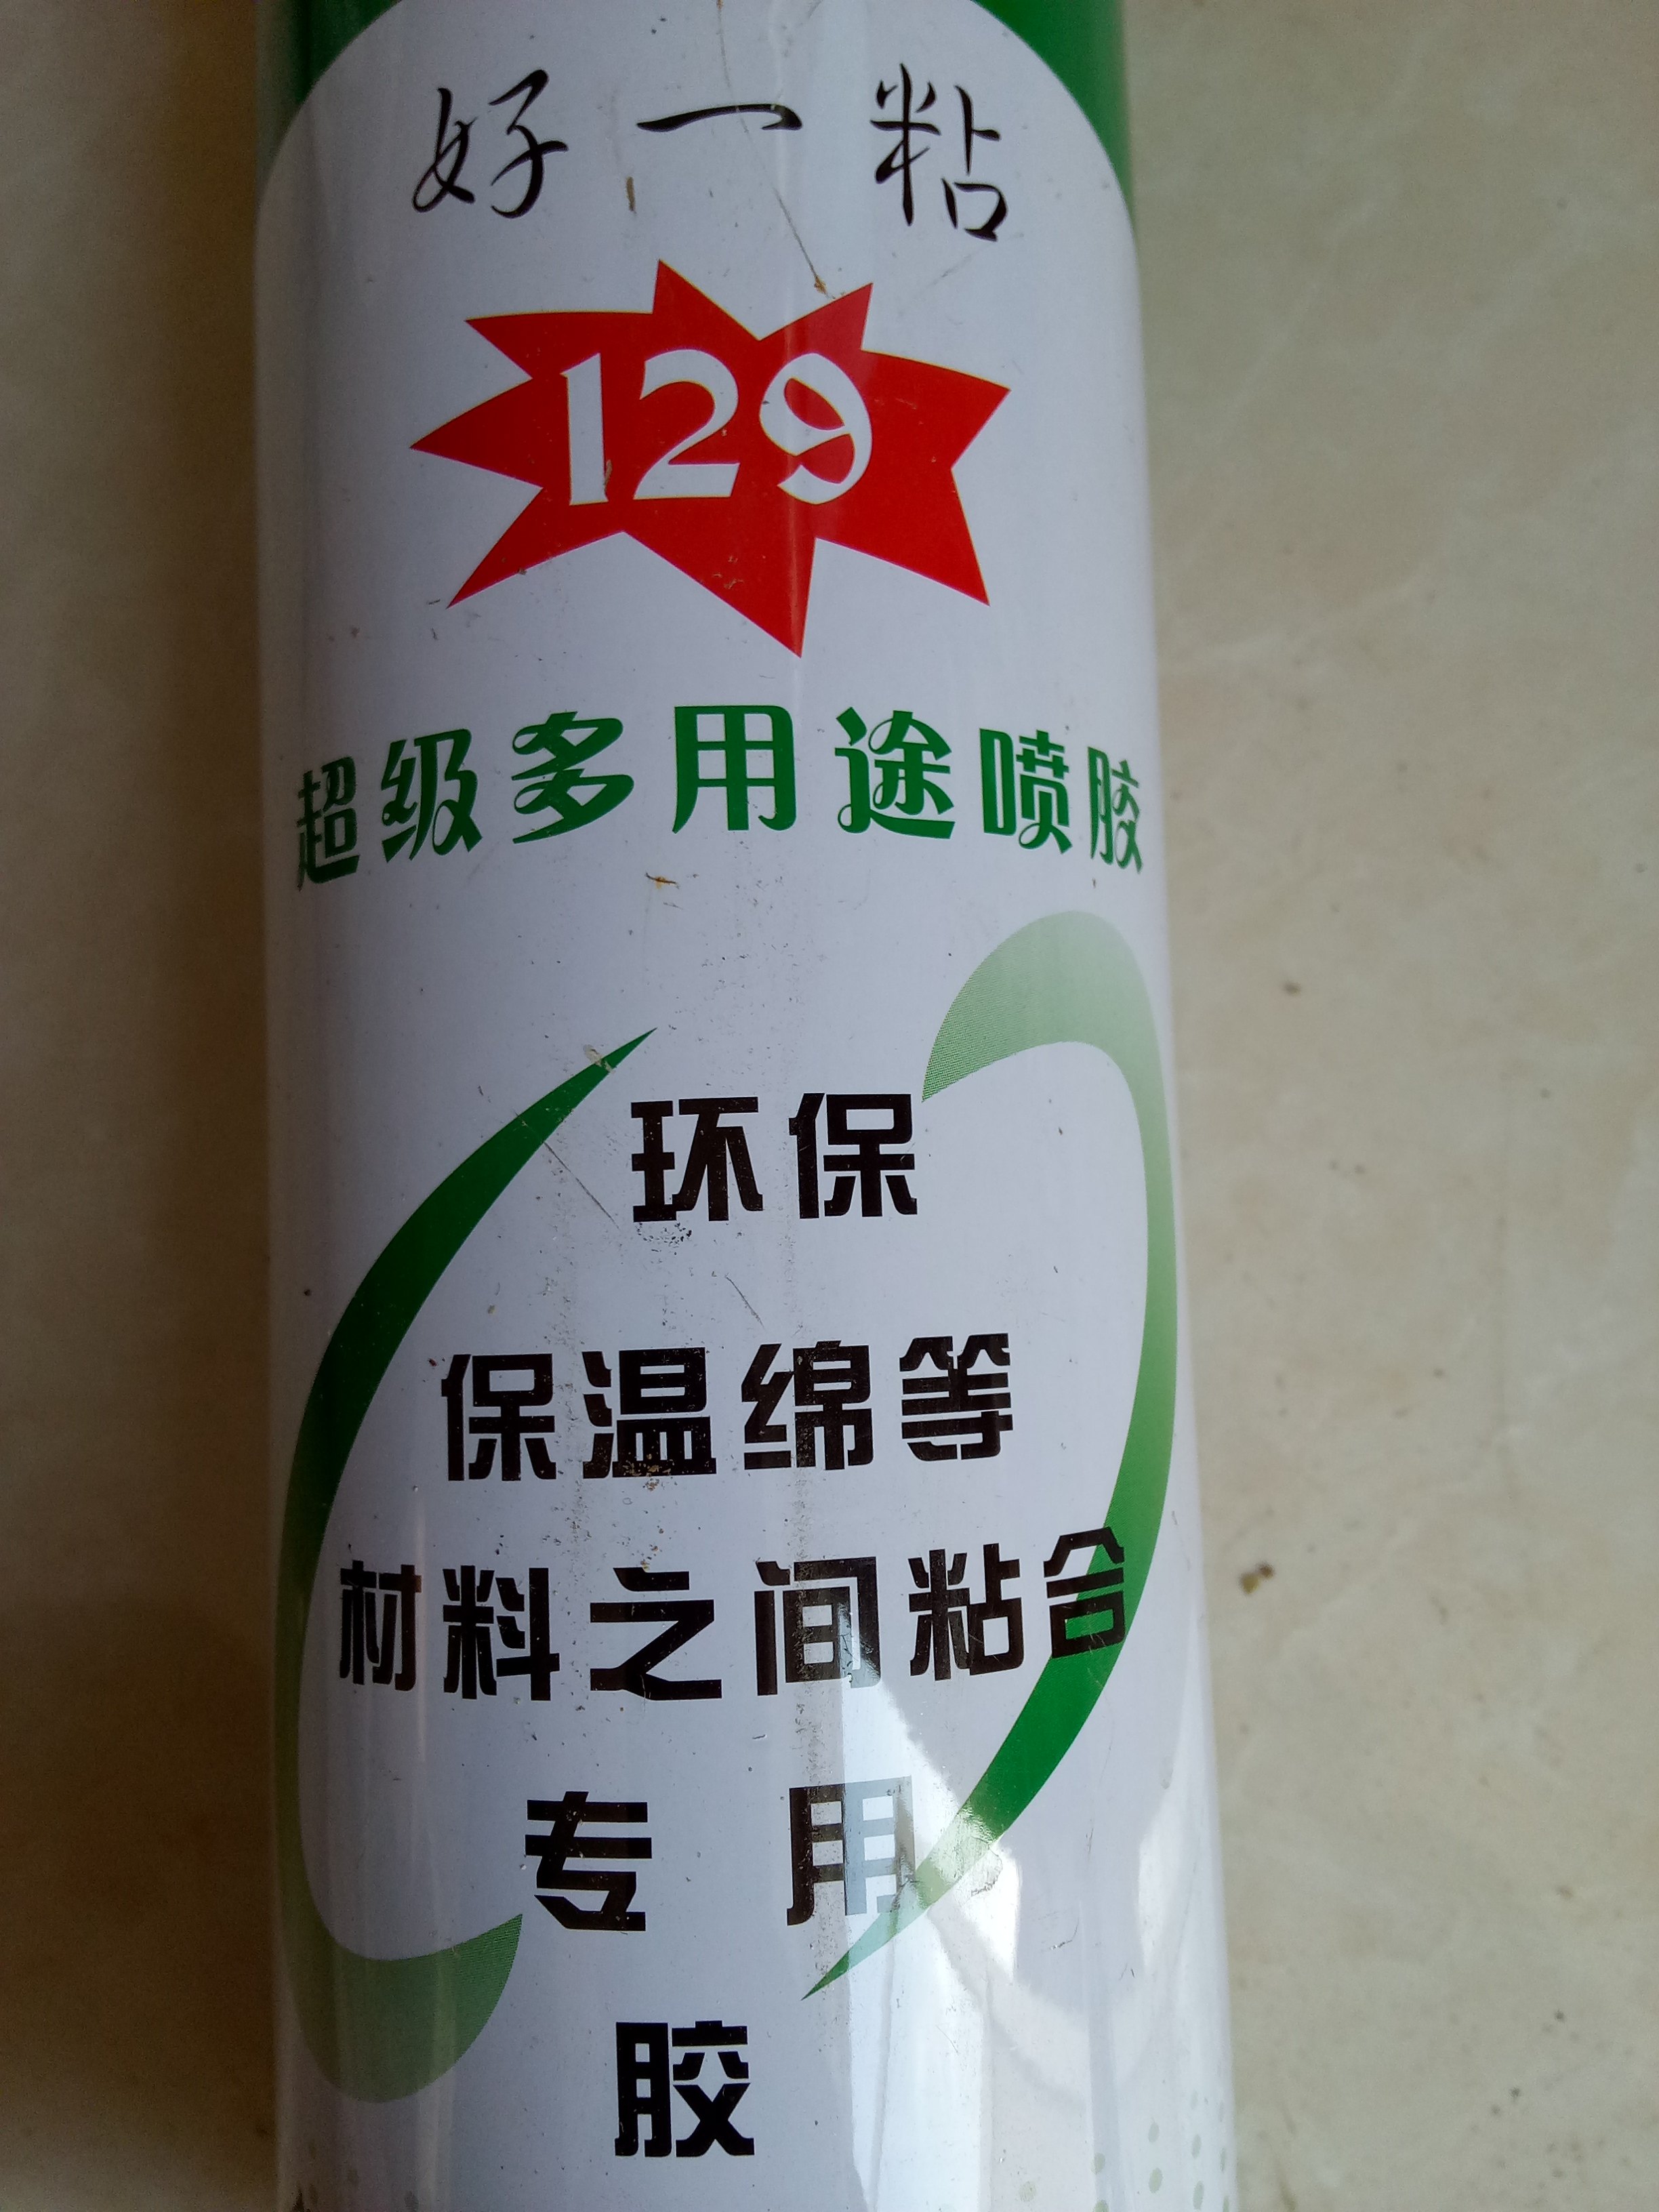 好一粘
129
超级多用途喷胶
环保
保温绵等
材料之间粘合
专用
胶